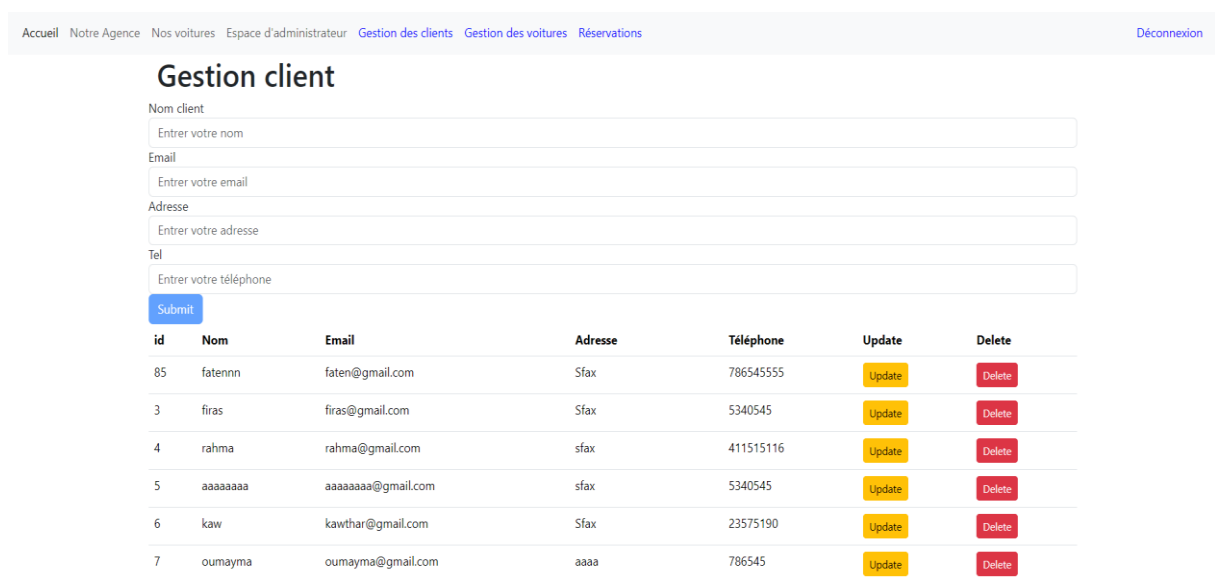 Accueil Notre Agence Nos voitures Espace d'administrateur Gestion des clients Gestion des voitures Réservations Déconnexion
Gestion client
Nom client
Entrer votre nom
Email
Entrer votre email
Adresse
Entrer votre adresse
Tel
Entrer votre téléphone
Submit
id Nom Email Adresse Téléphone Update Delete
85 fatennn faten@gmail.com Sfax 786545555 Update Delete
3 firas firas@gmail.com Sfax 5340545 Update Delete
4 rahma rahma@gmail.com sfax 411515116 Update Delete
5 aaaaaaaa aaaaaaaa@gmail.com sfax 5340545 Update Delete
6 kaw kawthar@gmail.com Sfax 23575190 Update Delete
7 oumayma oumayma@gmail.com aaaa 786545 Update Delete